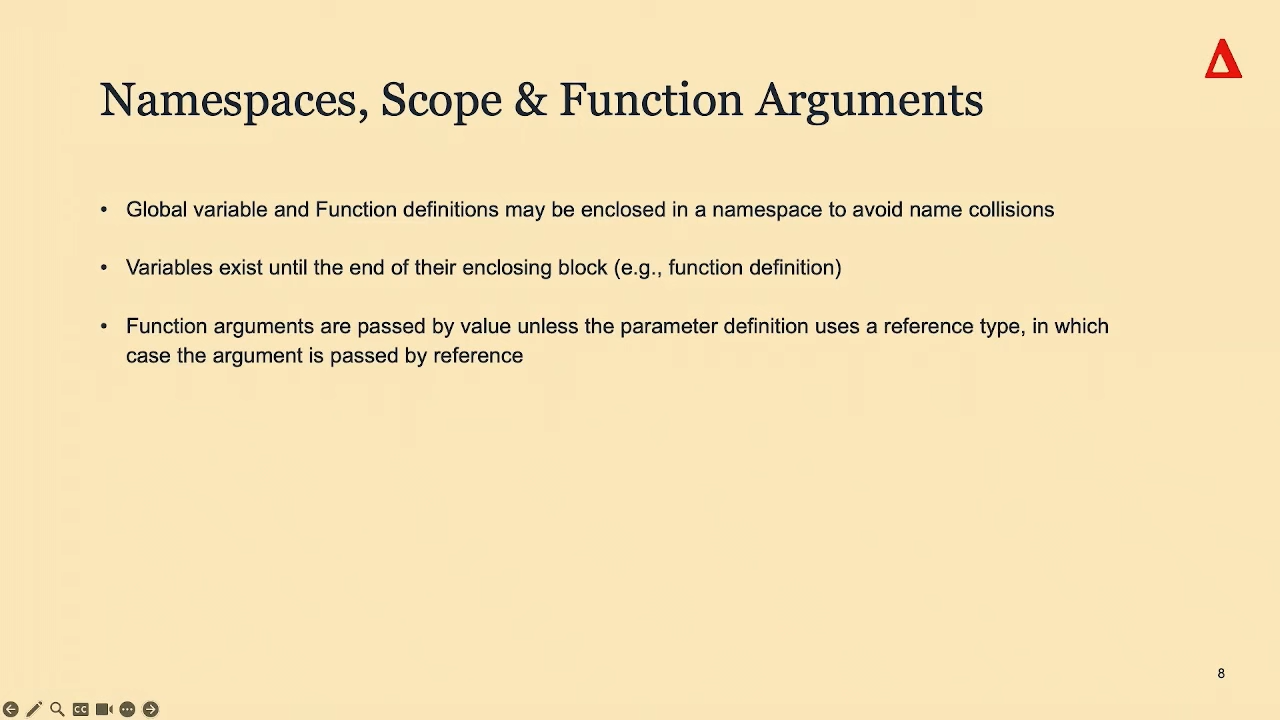 Namespaces, Scope & Function Arguments
• Global variable and Function definitions may be enclosed in a namespace to avoid name collisions
• Variables exist until the end of their enclosing block (e.g., function definition)
• Function arguments are passed by value unless the parameter definition uses a reference type, in which
case the argument is passed by reference
8
CC